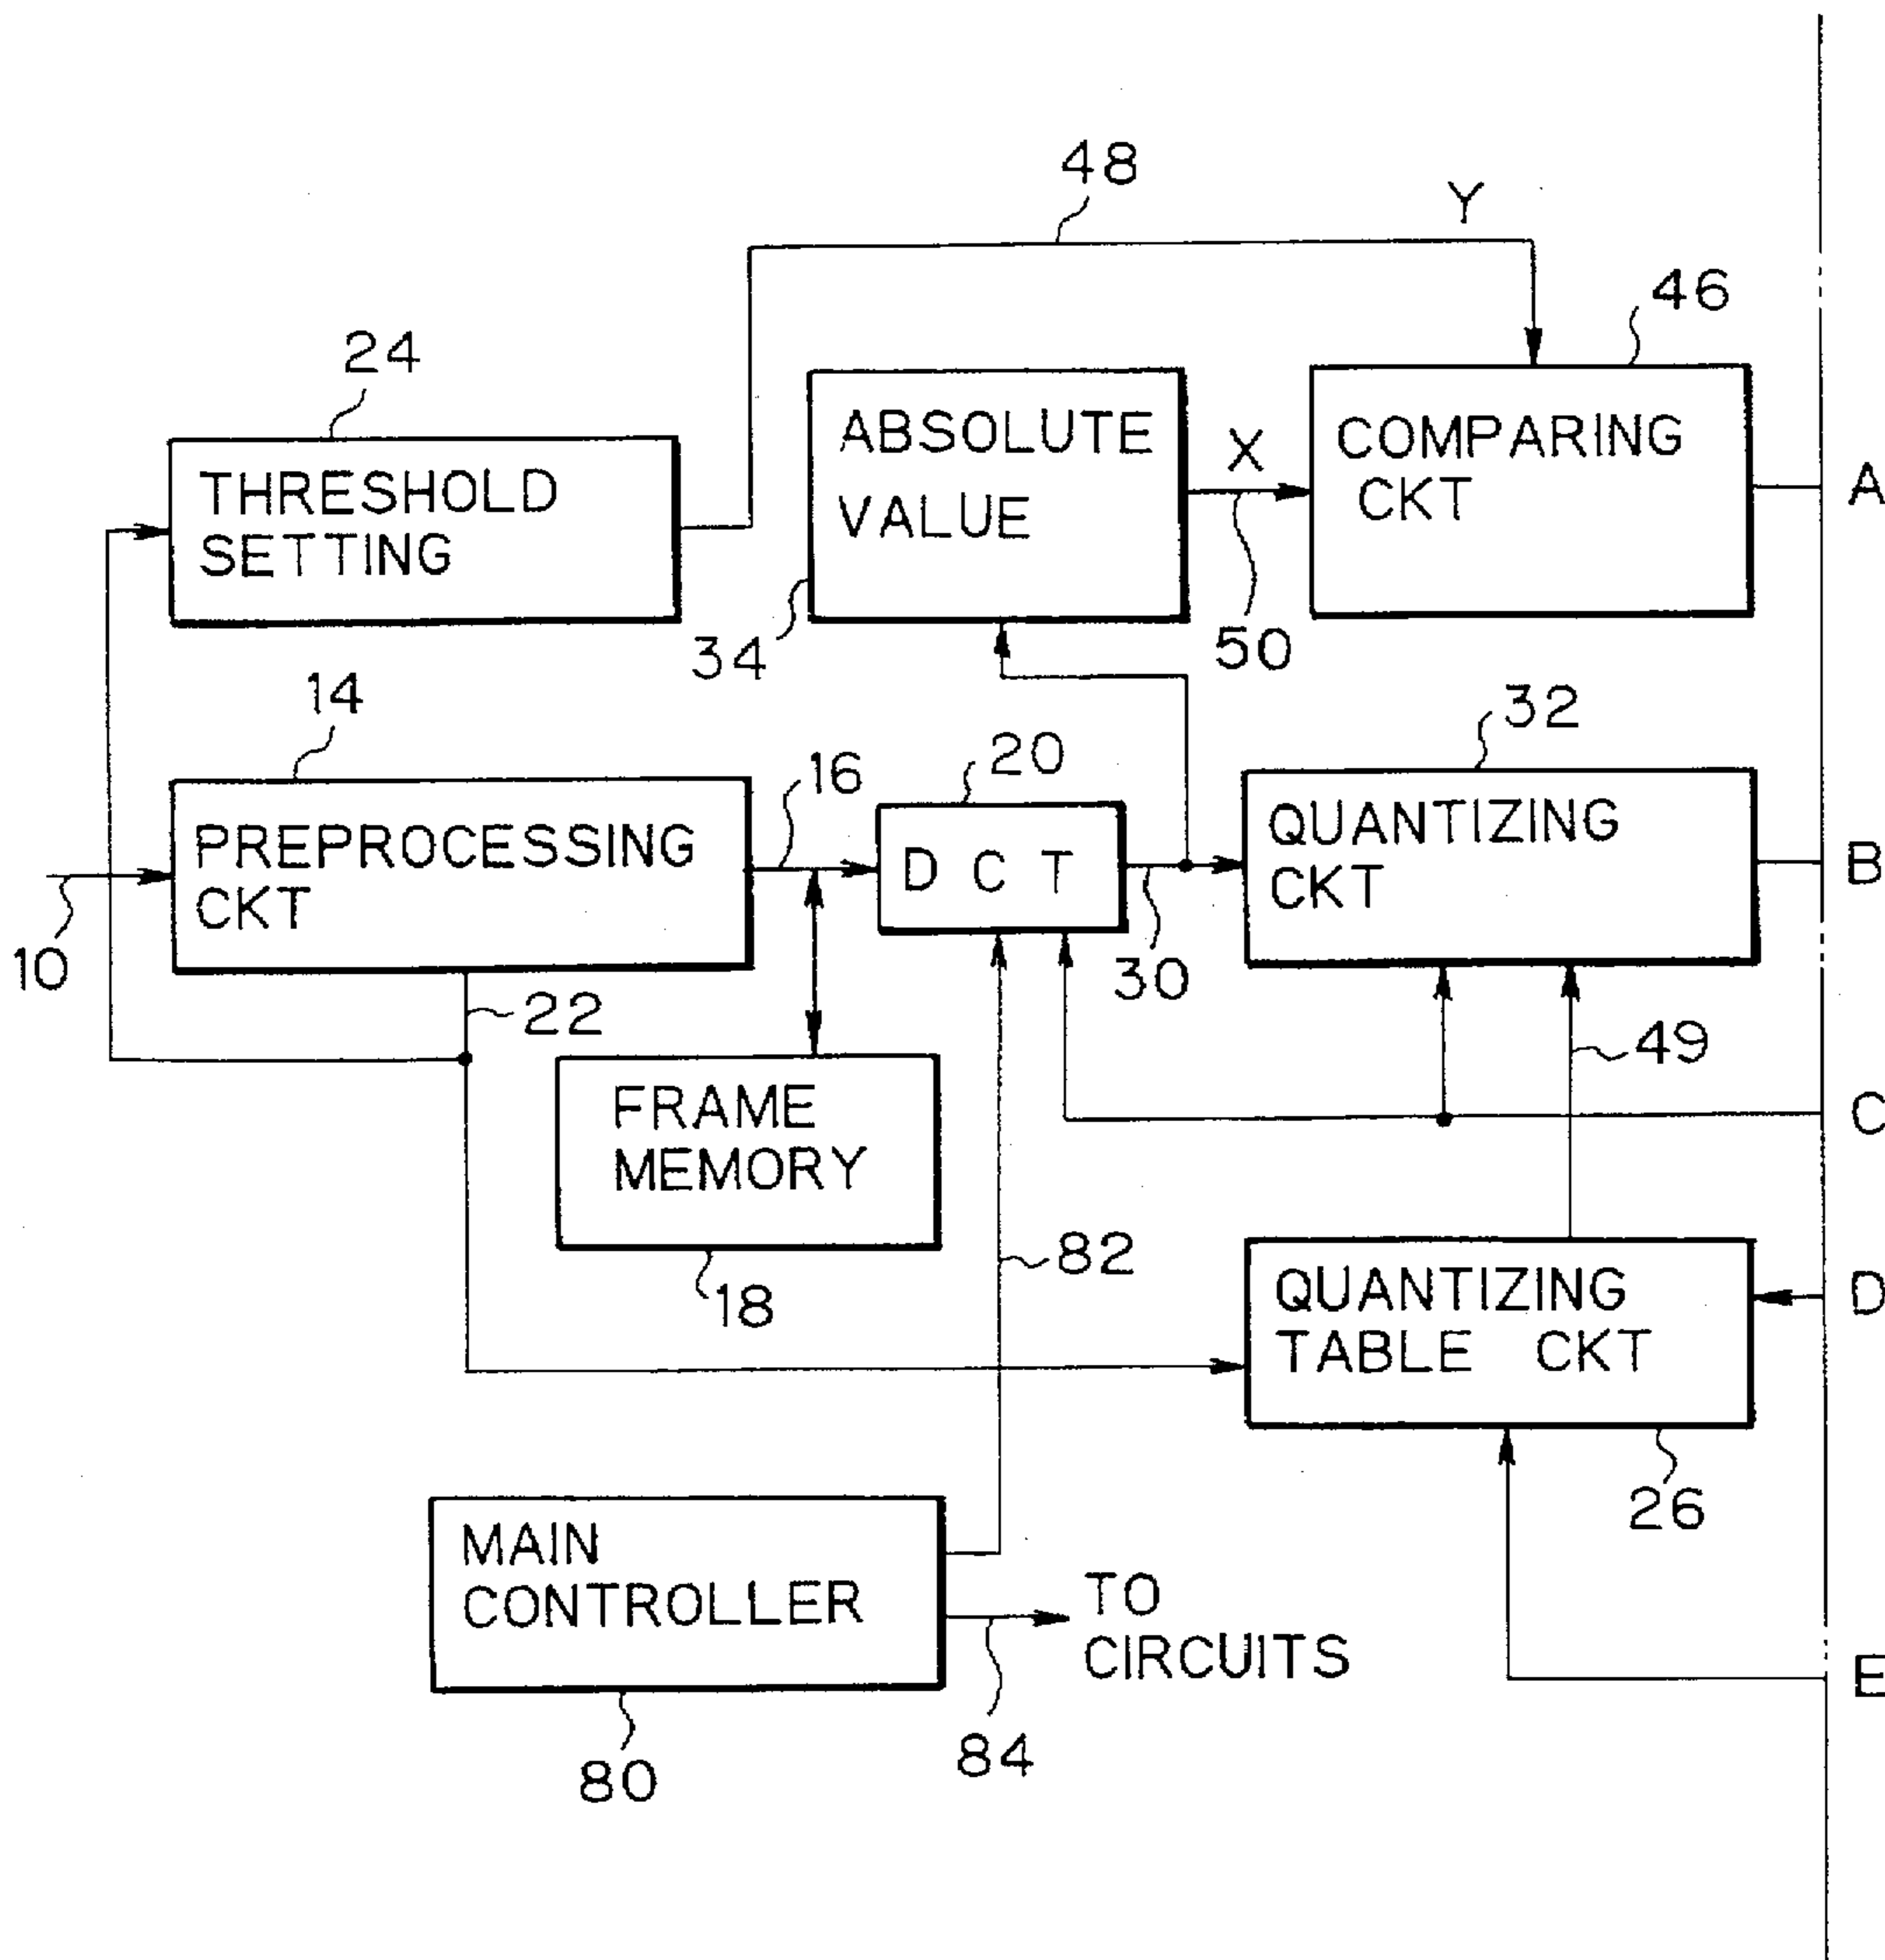 48
Y
46
24
ABSOLUTE
VALUE
COMPARING
CKT
X
A
THRESHOLD
SETTING
34
50
14
32
20
16
PREPROCESSING
CKT
D C T
QUANTIZING
CKT
B
10
30
22
49
FRAME
MEMORY
C
82
18
QUANTIZING
TABLE CKT
D
26
MAIN
CONTROLLER
TO
CIRCUITS
E
84
80